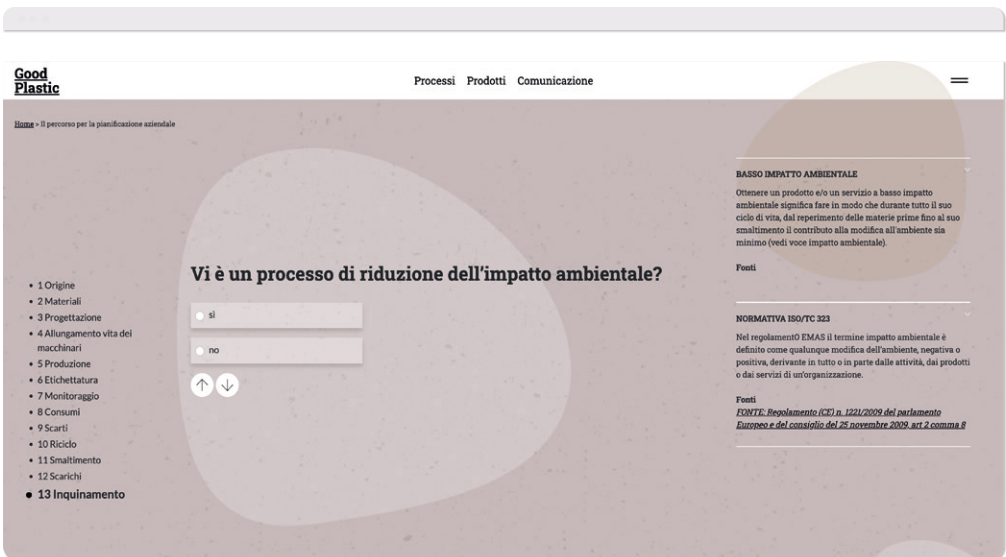 Good
Plastic
Processi Prodotti Comunicazione
Home > Il percorso per la pianificazione aziendale
• 1 Origine
• 2 Materiali
• 3 Progettazione
• 4 Allungamento vita dei
macchinari
• 5 Produzione
• 6 Etichettatura
• 7 Monitoraggio
• 8 Consumi
• 9 Scarti
• 10 Riciclo
• 11 Smaltimento
• 12 Scarichi
• 13 Inquinamento
Vi è un processo di riduzione dell'impatto ambientale?
sì
no
BASSO IMPATTO AMBIENTALE
Ottenere un prodotto e/o un servizio a basso impatto
ambientale significa fare in modo che durante tutto il suo
ciclo di vita, dal reperimento delle materie prime fino al suo
smaltimento il contributo alla modifica all'ambiente sia
minimo (vedi voce impatto ambientale).
Fonti
NORMATIVA ISO/TC 323
Nel regolamentO EMAS il termine impatto ambientale è
definito come qualunque modifica dell'ambiente, negativa o
positiva, derivante in tutto o in parte dalle attività, dai prodotti
o dai servizi di un'organizzazione.
Fonti
FONTE: Regolamento (CE) n. 1221/2009 del parlamento
Europeo e del consiglio del 25 novembre 2009, art 2 comma 8